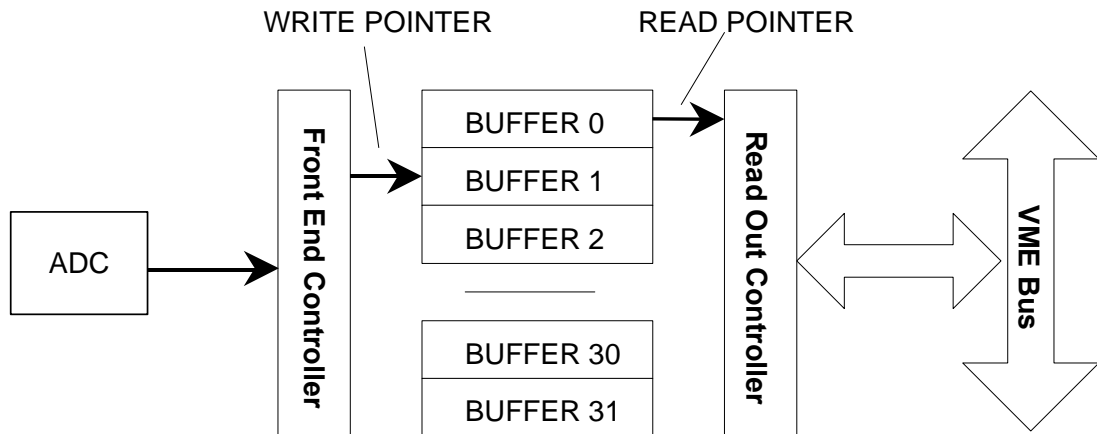 WRITE POINTER
READ POINTER
ADC
Front End Controller
BUFFER 0
BUFFER 1
BUFFER 2
BUFFER 30
BUFFER 31
Read Out Controller
VME Bus